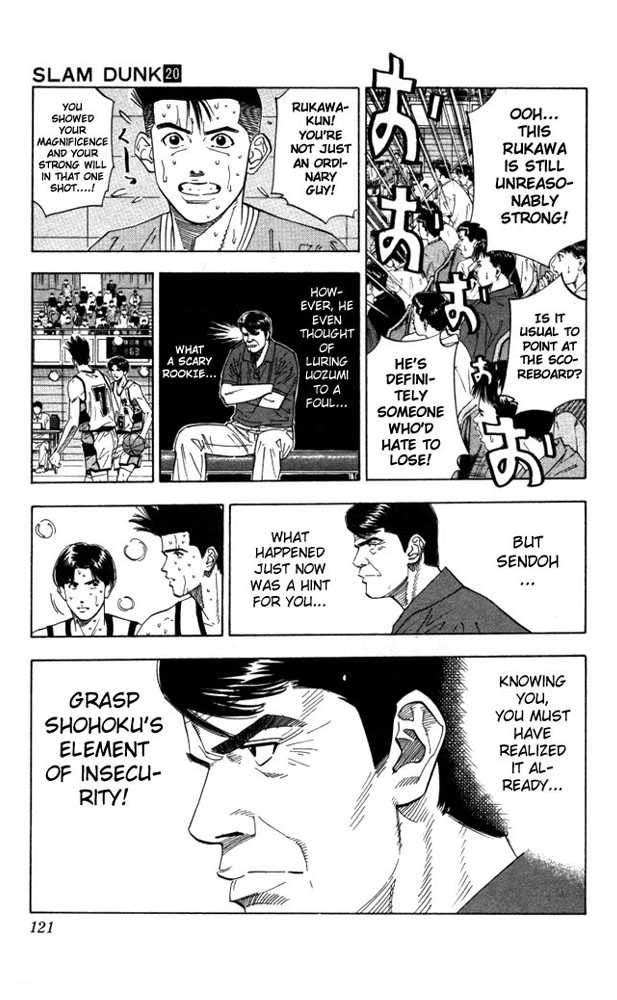 SLAM DUNK 20
OOH...
THIS
RUKAWA
IS STILL
UNREASO-
NABLY
STRONG!
お
お
お
お
IS IT
USUAL TO
POINT AT
THE SCO-
REBOARD?
HE'S
DEFINI-
TELY
SOMEONE
WHO'D
HATE TO
LOSE!
RUKAWA-
KUN!
YOU'RE
NOT JUST
AN ORDI-
NARY
GUY!
YOU
SHOWED
YOUR
MAGNIFICENCE
AND YOUR
STRONG WILL
IN THAT ONE
SHOT....!
HOW-
EVER, HE
EVEN
THOUGHT
OF
LURING
UOZUMI
TO A
FOUL...
WHAT
A SCARY
ROOKIE...
BUT
SENDOH
...
WHAT
HAPPENED
JUST NOW
WAS A HINT
FOR YOU...
KNOWING
YOU,
YOU MUST
HAVE
REALIZED
IT AL-
READY...
GRASP
SHOHOKU'S
ELEMENT
OF INSECU-
RITY!
121